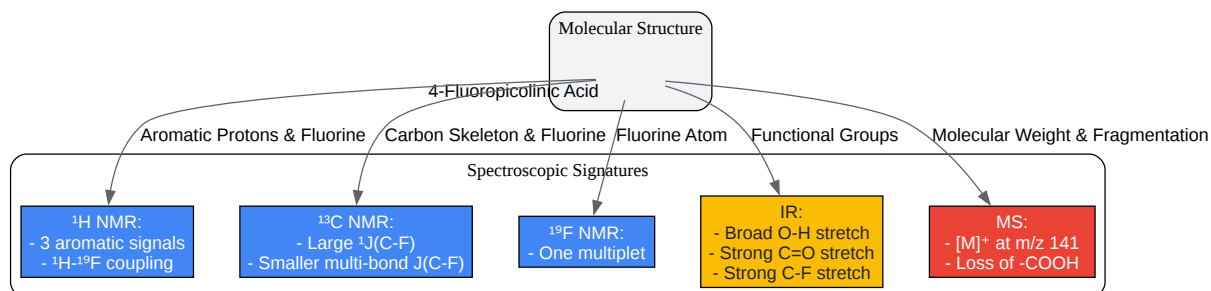 Molecular Structure
4-Fluoropicolinic Acid
Aromatic Protons & Fluorine
Carbon Skeleton & Fluorine
Fluorine Atom
Functional Groups
Molecular Weight & Fragmentation
Spectroscopic Signatures
¹H NMR:
- 3 aromatic signals
- ¹H-¹⁹F coupling
¹³C NMR:
- Large ¹J(C-F)
- Smaller multi-bond J(C-F)
¹⁹F NMR:
- One multiplet
IR:
- Broad O-H stretch
- Strong C=O stretch
- Strong C-F stretch
MS:
- [M]⁺ at m/z 141
- Loss of -COOH